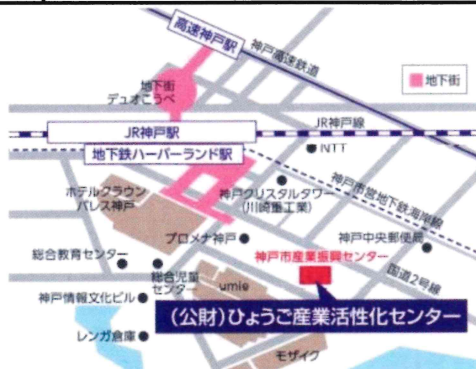 高速神戸駅
神戸高速鉄道
地下街
地下街
デュオこうべ
JR神戸線
JR神戸駅
NTT
地下鉄ハーバーランド駅
神戸市営地下鉄海岸線
ホテルクラウン
パレス神戸
神戸クリスタルタワー
(川崎重工業)
プロメナ神戸
神戸中央郵便局
神戸市産業振興センター
総合教育センター
総合児童
センター
国道2号線
umie
神戸情報文化ビル
(公財)ひょうご産業活性化センター
レンガ倉庫
モザイク